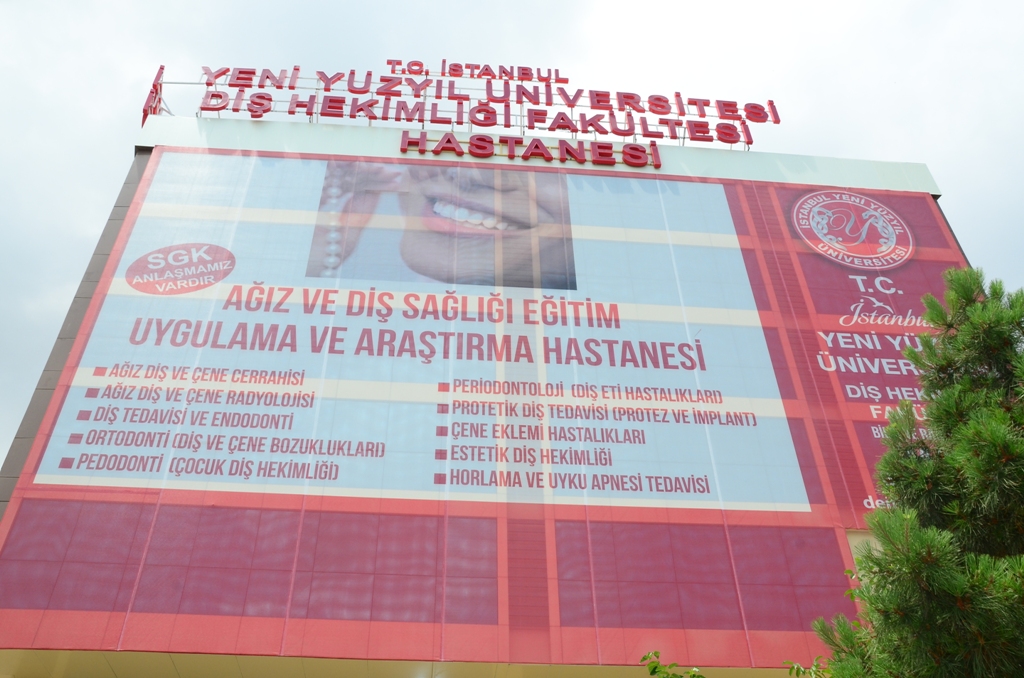 T.C. İSTANBUL
YENİ YÜZYIL ÜNİVERSİTESİ
DİŞ HEKİMLİĞİ FAKÜLTESİ
HASTANESİ
SGK
ANLAŞMAMIZ
VARDIR
AĞIZ VE DİŞ SAĞLIĞI EĞİTİM
UYGULAMA VE ARAŞTIRMA HASTANESİ
AĞIZ DİŞ VE ÇENE CERRAHİSİ
AĞIZ DİŞ VE ÇENE RADYOLOJİSİ
DİŞ TEDAVİSİ VE ENDODONTİ
ORTODONTİ (DİŞ VE ÇENE BOZUKLUKLARI)
PEDODONTİ (ÇOCUK DİŞ HEKİMLİĞİ)
PERİODONTOLOJİ (DİŞ ETİ HASTALIKLARI)
PROTETİK DİŞ TEDAVİSİ (PROTEZ VE İMPLANT)
ÇENE EKLEMİ HASTALIKLARI
ESTETİK DİŞ HEKİMLİĞİ
HORLAMA VE UYKU APNESİ TEDAVİSİ
İSTANBUL YENİ YÜZYIL
ÜNİVERSİTESİ
T.C.
İstanbul
YENİ
DİŞ